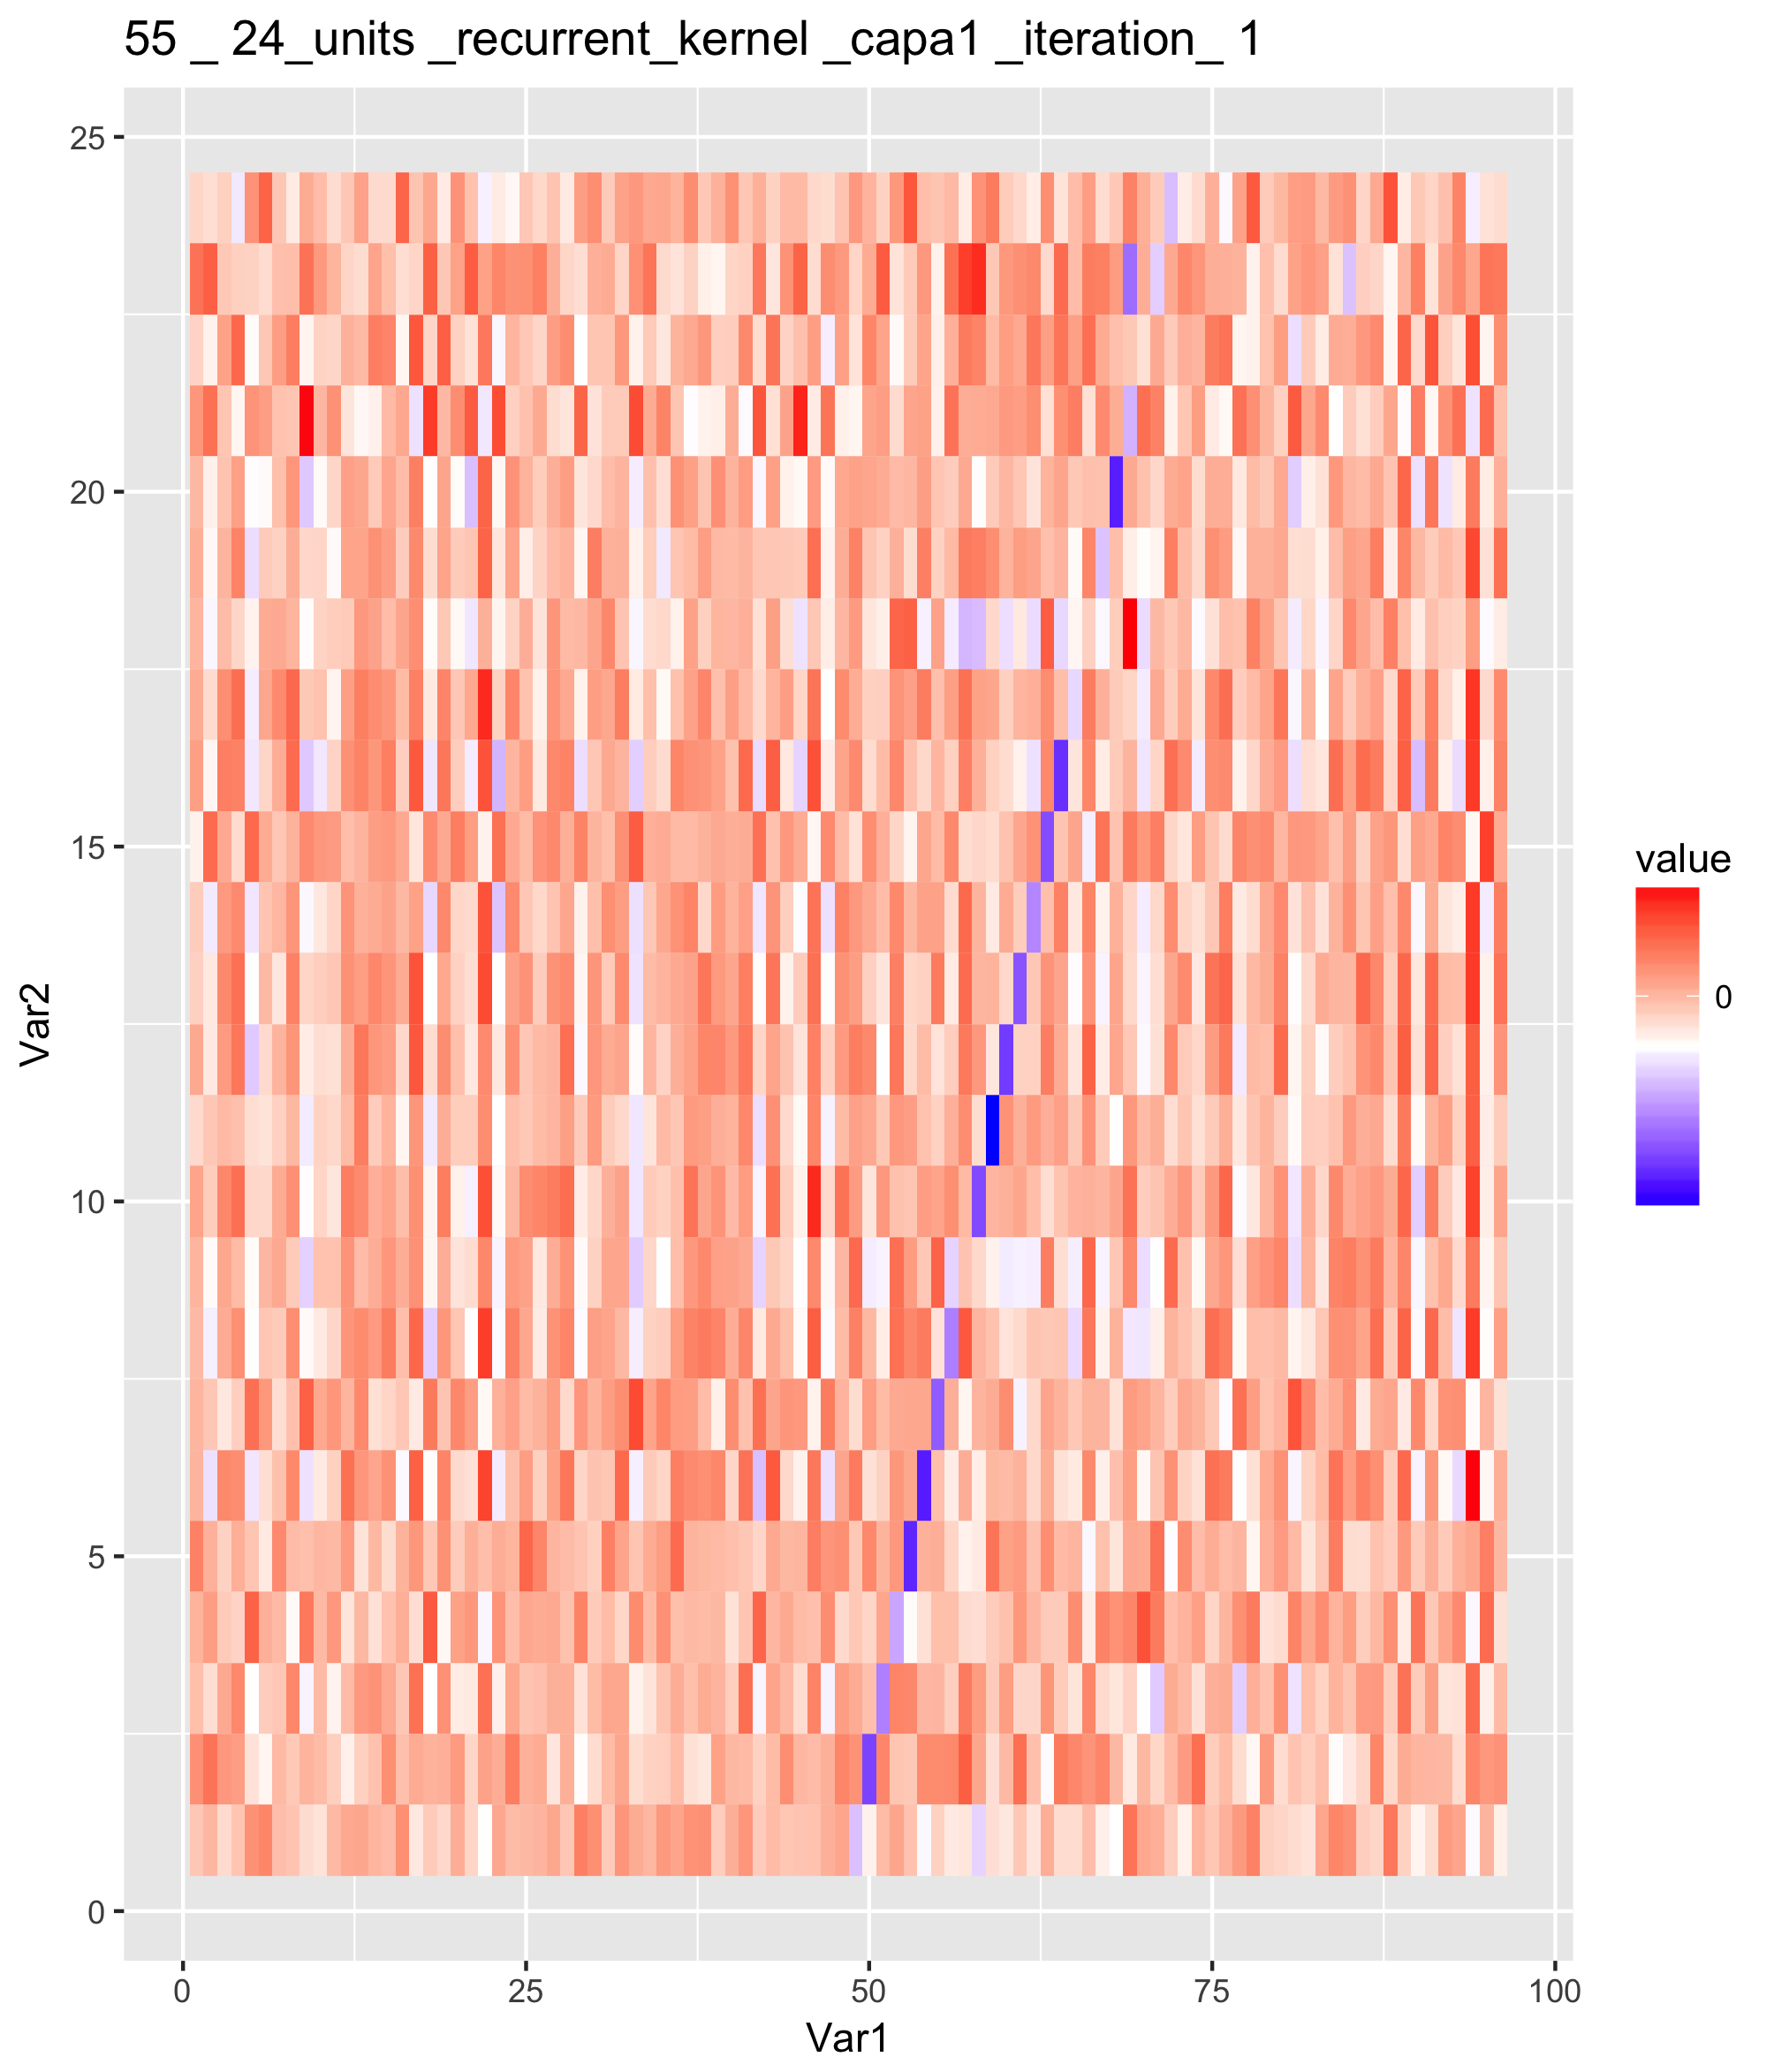 55 _ 24_units _recurrent_kernel _capa1 _iteration_ 1
25
20
15
10
5
0
Var2
0 25 50 75 100
Var1
value
0